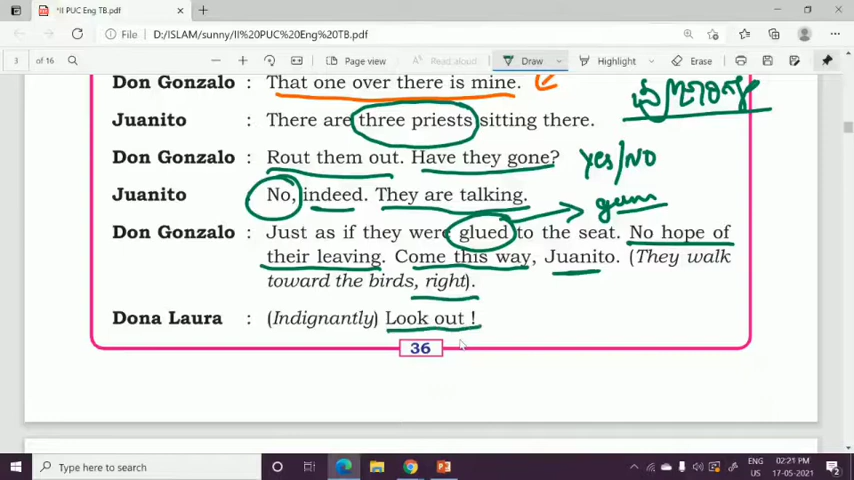 *II PUC Eng TB.pdf
File D:/ISLAM/sunny/II%20PUC%20Eng%20TB.pdf
3 of 16 Page view Read aloud Draw Highlight Erase
Don Gonzalo : That one over there is mine.
Juanito : There are three priests sitting there.
Don Gonzalo : Rout them out. Have they gone? Yes/No
Juanito : No, indeed. They are talking.
gum
Don Gonzalo : Just as if they were glued to the seat. No hope of
their leaving. Come this way, Juanito. (They walk
toward the birds, right).
Dona Laura : (Indignantly) Look out !
36
Type here to search
ENG 02:21 PM
US 17-05-2021
2